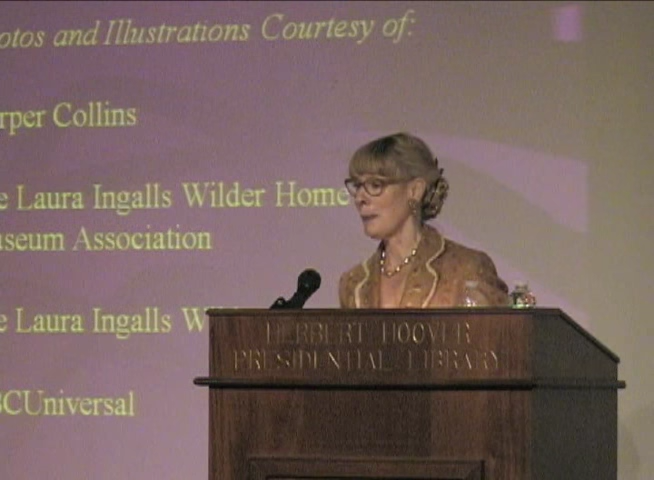 otos and Illustrations Courtesy of:
rper Collins
e Laura Ingalls Wilder Home
useum Association
e Laura Ingalls W
CUniversal
HERBERT HOOVER
PRESIDENTIAL LIBRARY